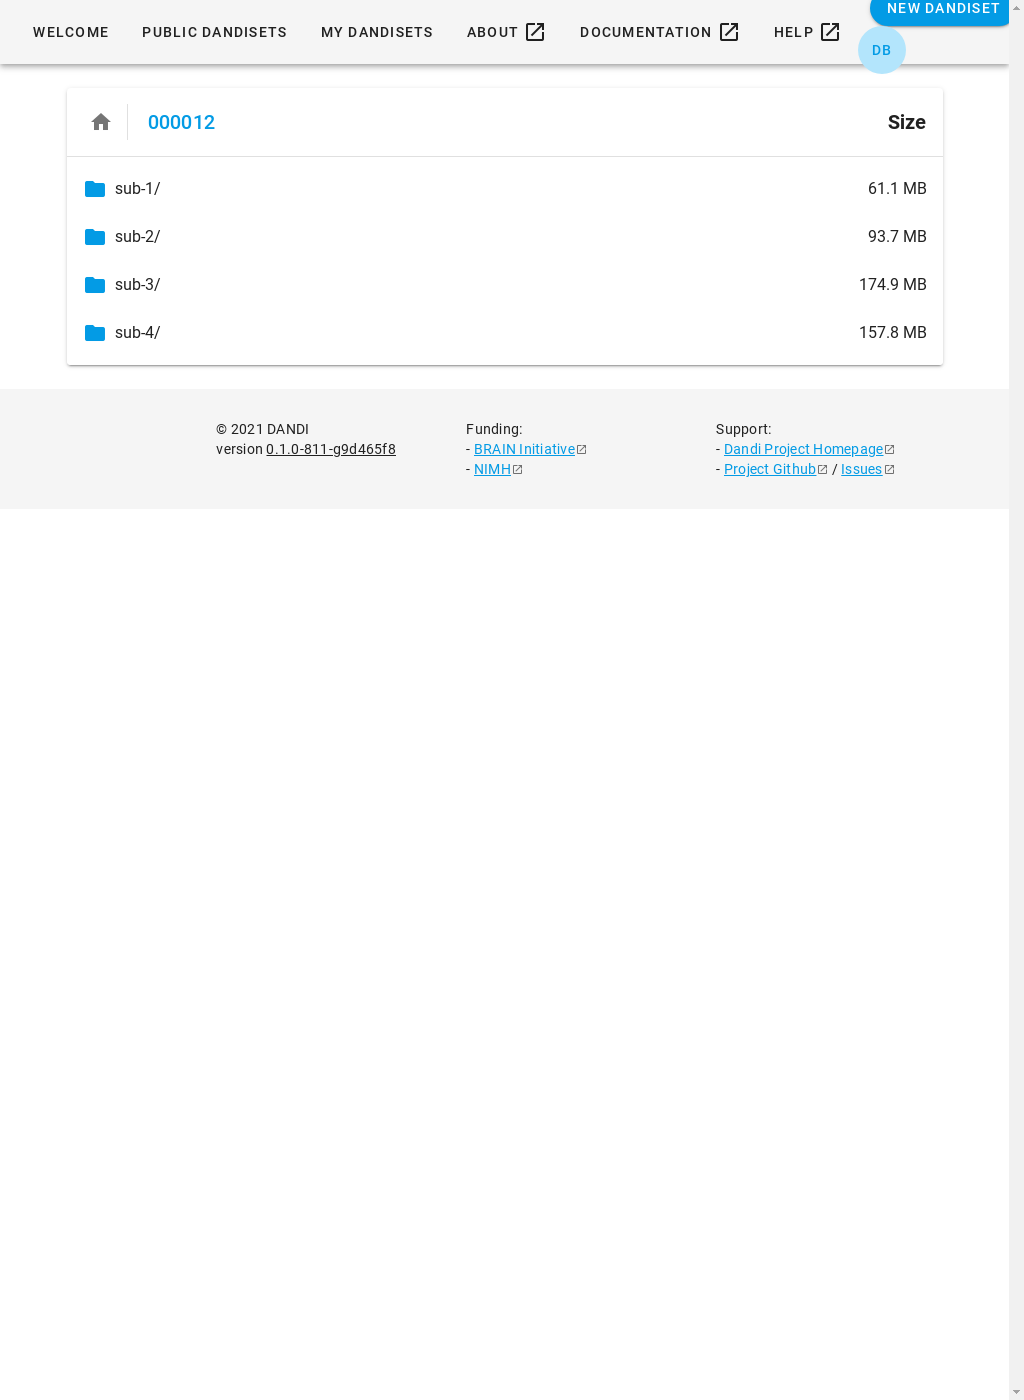 WELCOME PUBLIC DANDISETS MY DANDISETS ABOUT DOCUMENTATION HELP NEW DANDISET
DB
000012 Size
sub-1/ 61.1 MB
sub-2/ 93.7 MB
sub-3/ 174.9 MB
sub-4/ 157.8 MB
© 2021 DANDI
version 0.1.0-811-g9d465f8
Funding:
- BRAIN Initiative
- NIMH
Support:
- Dandi Project Homepage
- Project Github / Issues